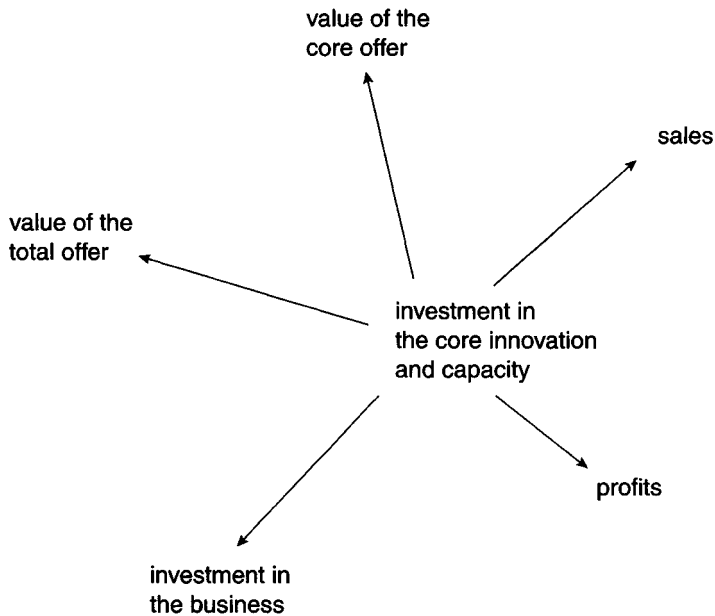 value of the
core offer
sales
value of the
total offer
investment in
the core innovation
and capacity
profits
investment in
the business